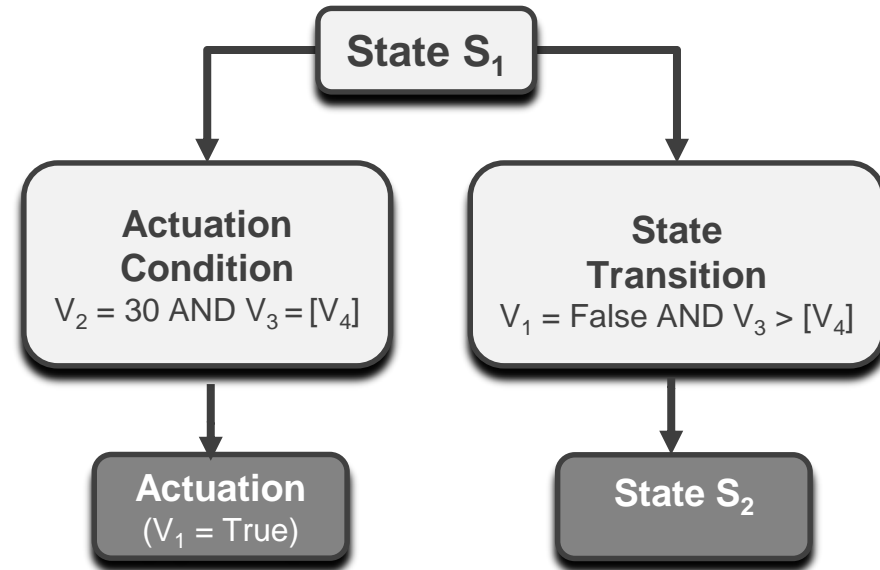 State S₁
Actuation
Condition
V₂ = 30 AND V₃ = [V₄]
State
Transition
V₁ = False AND V₃ > [V₄]
Actuation
(V₁ = True)
State S₂